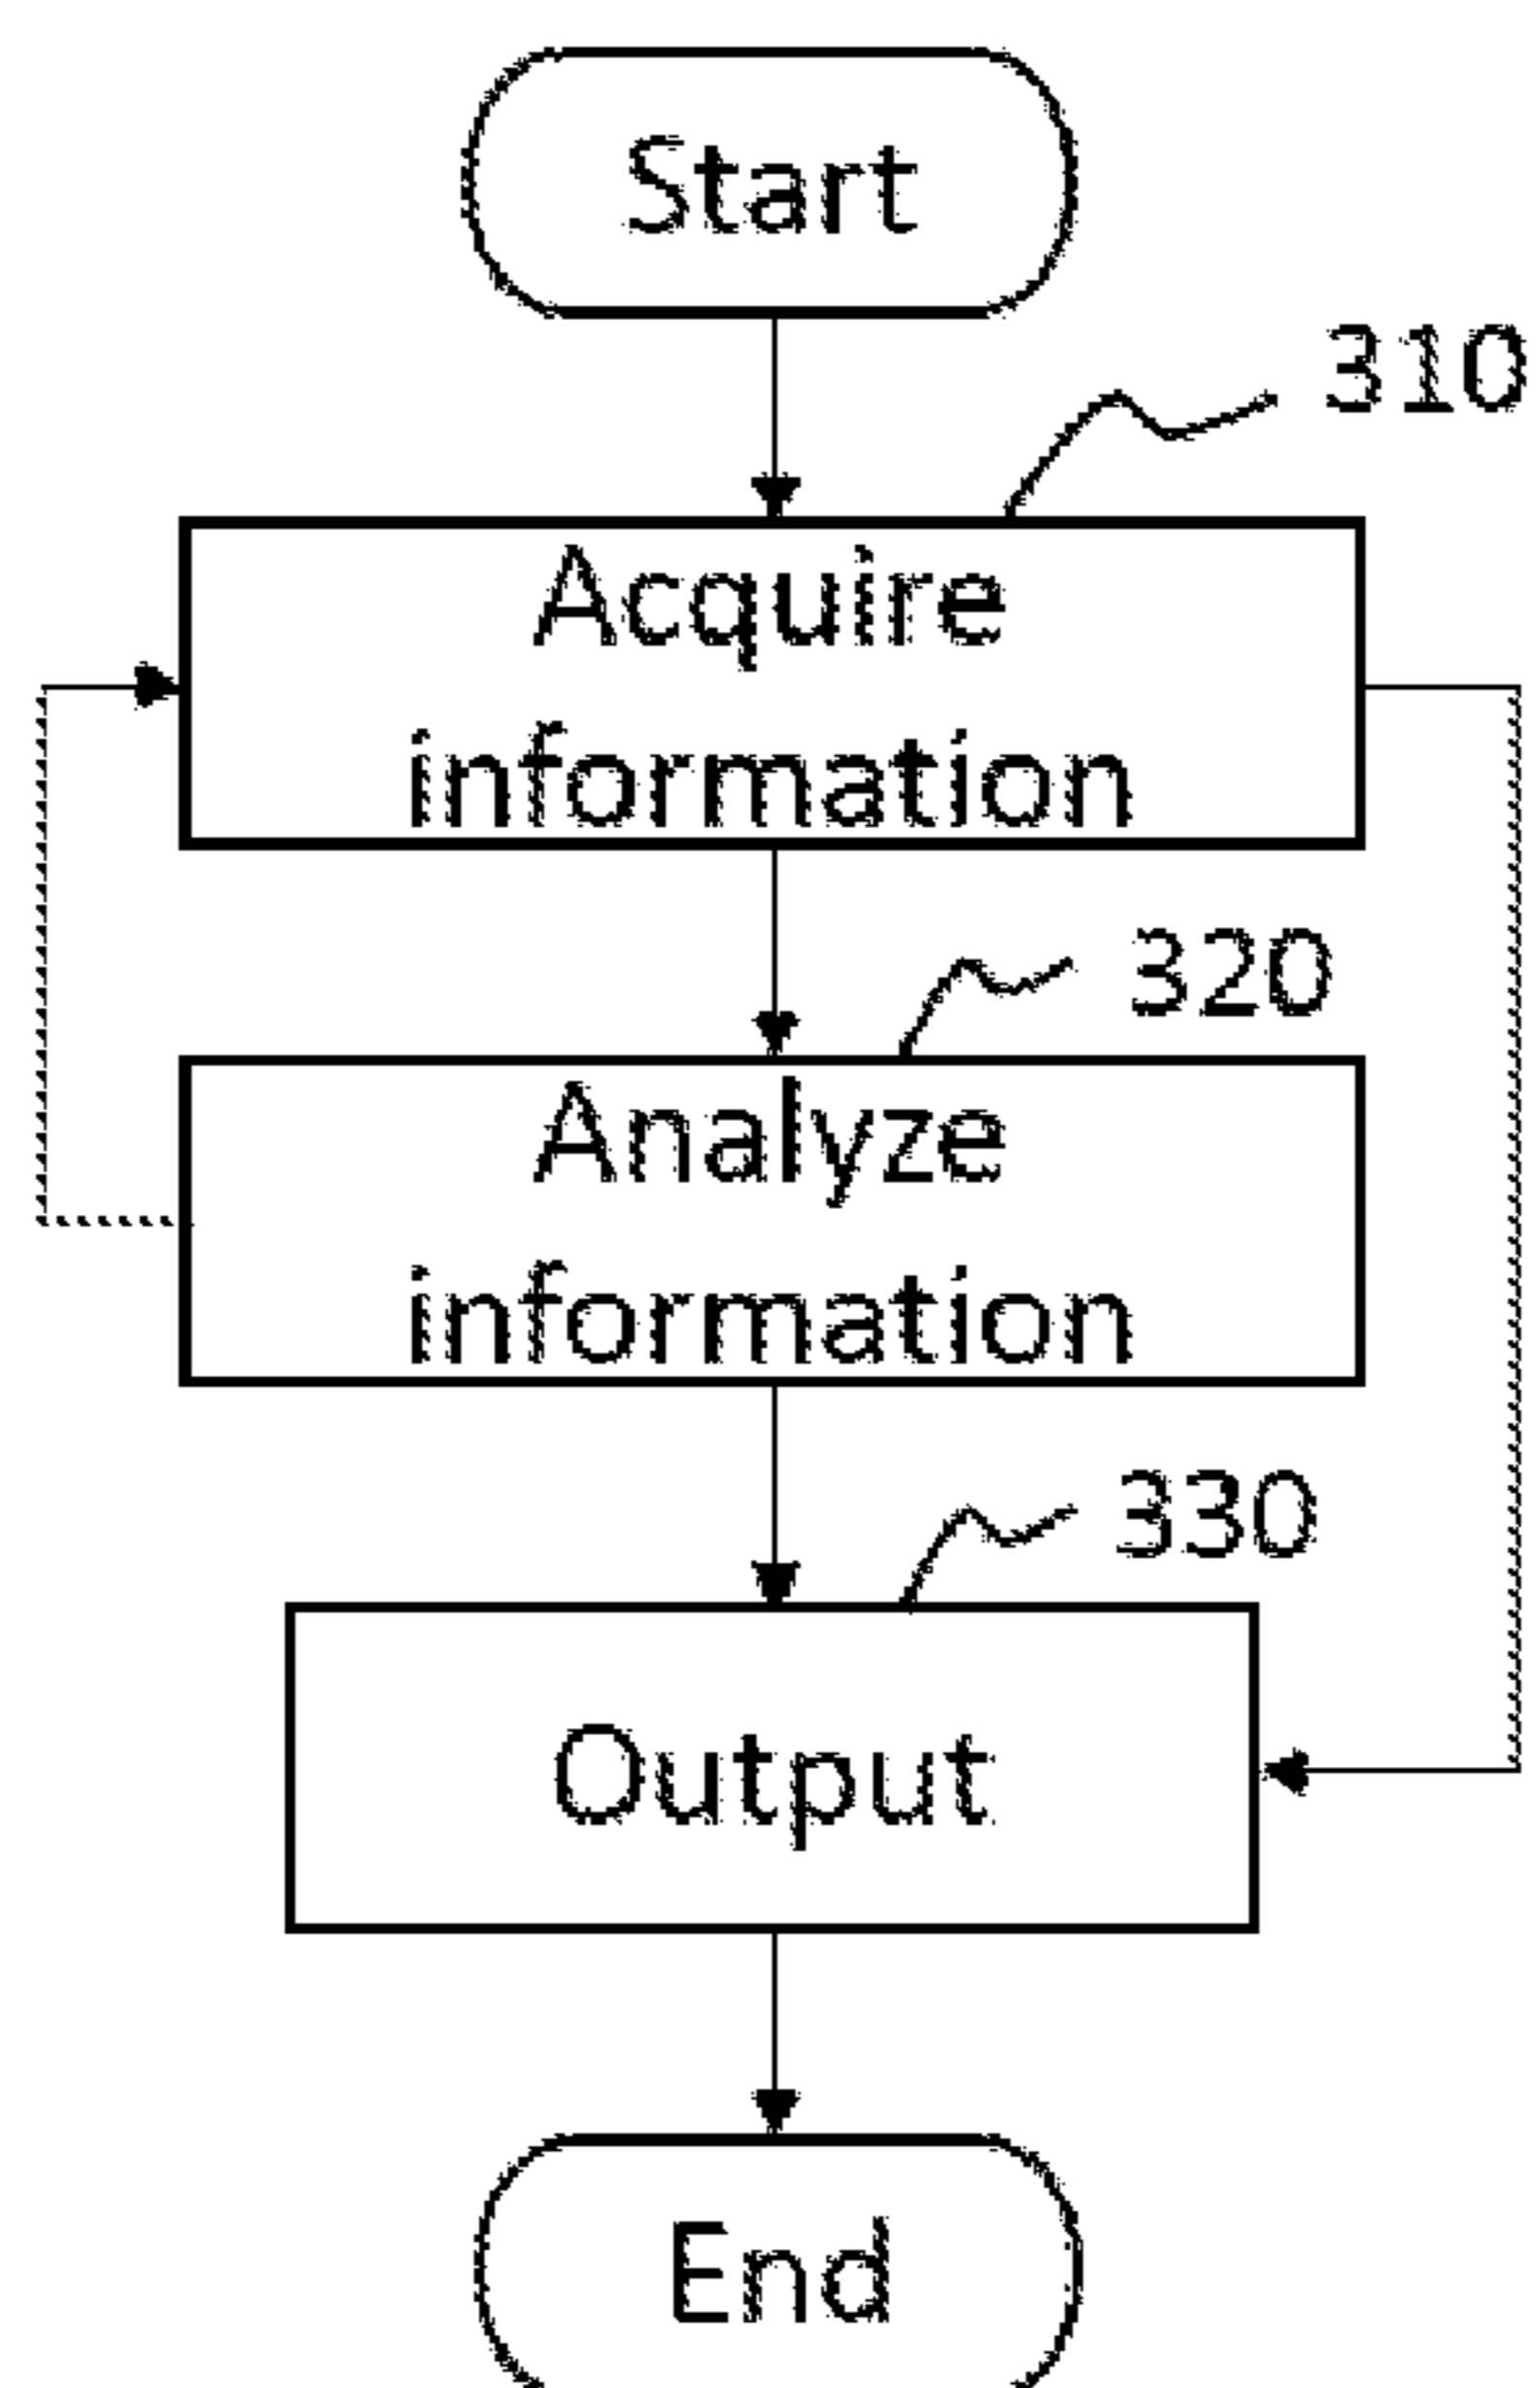 Start
310
Acquire
information
320
Analyze
information
330
Output
End